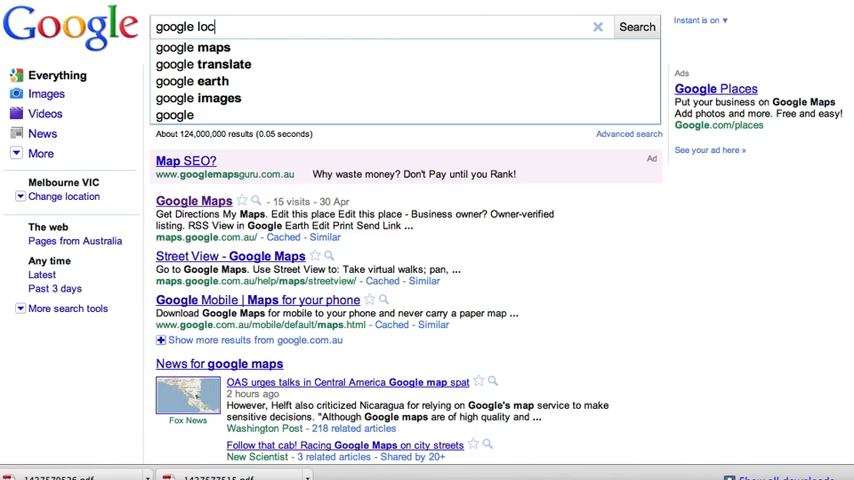 Google
google loc
Search
Instant is on ▾
google maps
google translate
google earth
google images
google
About 124,000,000 results (0.05 seconds)
Advanced search
Everything
Images
Videos
News
More
Melbourne VIC
Change location
The web
Pages from Australia
Any time
Latest
Past 3 days
More search tools
Map SEO?
Ad
www.googlemapsguru.com.au Why waste money? Don't Pay until you Rank!
Google Maps - 15 visits - 30 Apr
Get Directions My Maps. Edit this place Edit this place - Business owner? Owner-verified
listing. RSS View in Google Earth Edit Print Send Link ...
maps.google.com.au/ - Cached - Similar
Street View - Google Maps
Go to Google Maps. Use Street View to: Take virtual walks; pan, ...
maps.google.com.au/help/maps/streetview/ - Cached - Similar
Google Mobile | Maps for your phone
Download Google Maps for mobile to your phone and never carry a paper map ...
www.google.com.au/mobile/default/maps.html - Cached - Similar
Show more results from google.com.au
News for google maps
OAS urges talks in Central America Google map spat
2 hours ago
However, Helft also criticized Nicaragua for relying on Google's map service to make
sensitive decisions. "Although Google maps are of high quality and ...
Washington Post - 218 related articles
Fox News
Follow that cab! Racing Google Maps on city streets
New Scientist - 3 related articles - Shared by 20+
Ads
Google Places
Put your business on Google Maps
Add photos and more. Free and easy!
Google.com/places
See your ad here »
Show all downloads